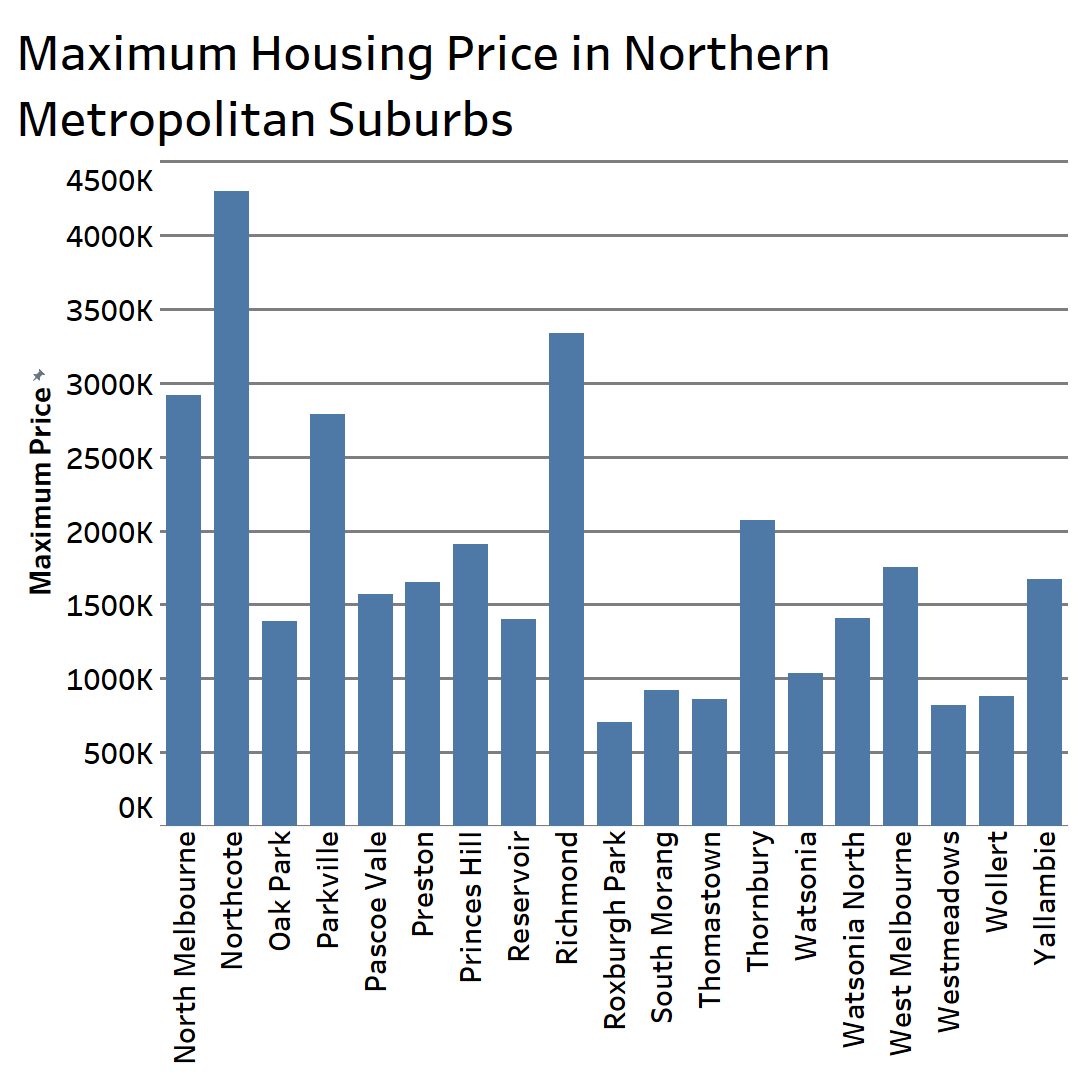 Maximum Housing Price in Northern
Metropolitan Suburbs
4500K
4000K
3500K
3000K
2500K
2000K
1500K
1000K
500K
0K
Maximum Price
North Melbourne
Northcote
Oak Park
Parkville
Pascoe Vale
Preston
Princes Hill
Reservoir
Richmond
Roxburgh Park
South Morang
Thomastown
Thornbury
Watsonia
Watsonia North
West Melbourne
Westmeadows
Wollert
Yallambie